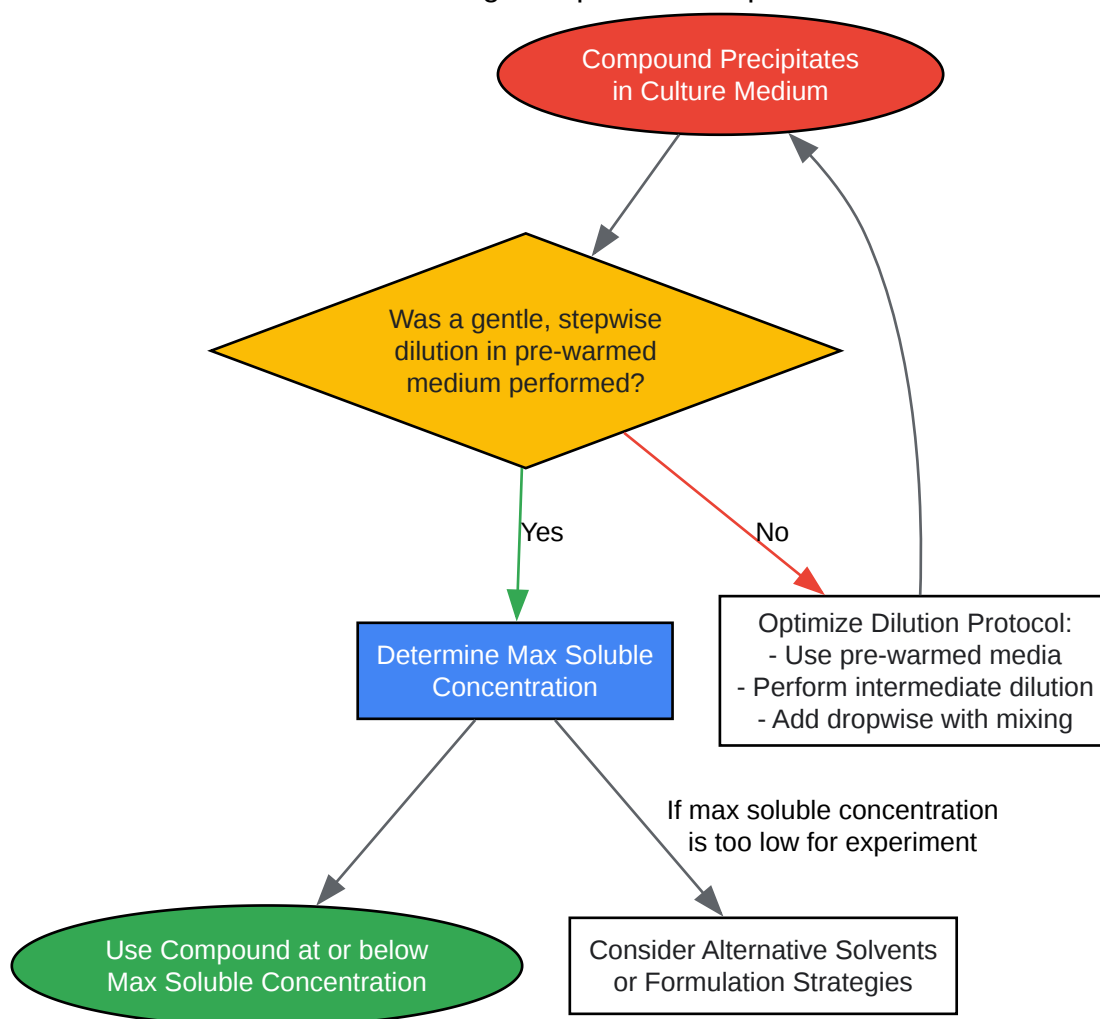 Compound Precipitates
in Culture Medium
Was a gentle, stepwise
dilution in pre-warmed
medium performed?
Yes
No
Determine Max Soluble
Concentration
Optimize Dilution Protocol:
- Use pre-warmed media
- Perform intermediate dilution
- Add dropwise with mixing
If max soluble concentration
is too low for experiment
Use Compound at or below
Max Soluble Concentration
Consider Alternative Solvents
or Formulation Strategies